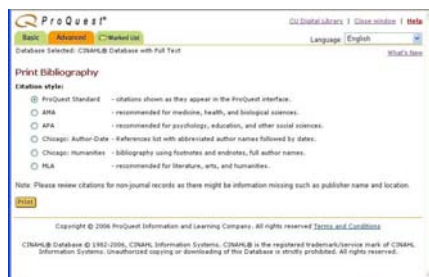 ProQuest®
CU Digital Library | Close window | Help
Basic Advanced Marked List Language: English
Database Selected: CINAHL® Database with Full Text
What's New
Print Bibliography
Citation style:
ProQuest Standard - citations shown as they appear in the ProQuest interface.
AMA - recommended for medicine, health, and biological sciences.
APA - recommended for psychology, education, and other social sciences.
Chicago: Author-Date - References list with abbreviated author names followed by dates.
Chicago: Humanities - bibliography using footnotes and endnotes, full author names.
MLA - recommended for literature, arts, and humanities.
Note: Please review citations for non-journal records as there might be information missing such as publisher name and location.
Print
Copyright © 2006 ProQuest Information and Learning Company. All rights reserved Terms and Conditions
CINAHL® Database © 1982-2006, CINAHL Information Systems. CINAHL® is the registered trademark/service mark of CINAHL
Information Systems. Unauthorized copying or downloading of this Database is strictly prohibited. All rights reserved.